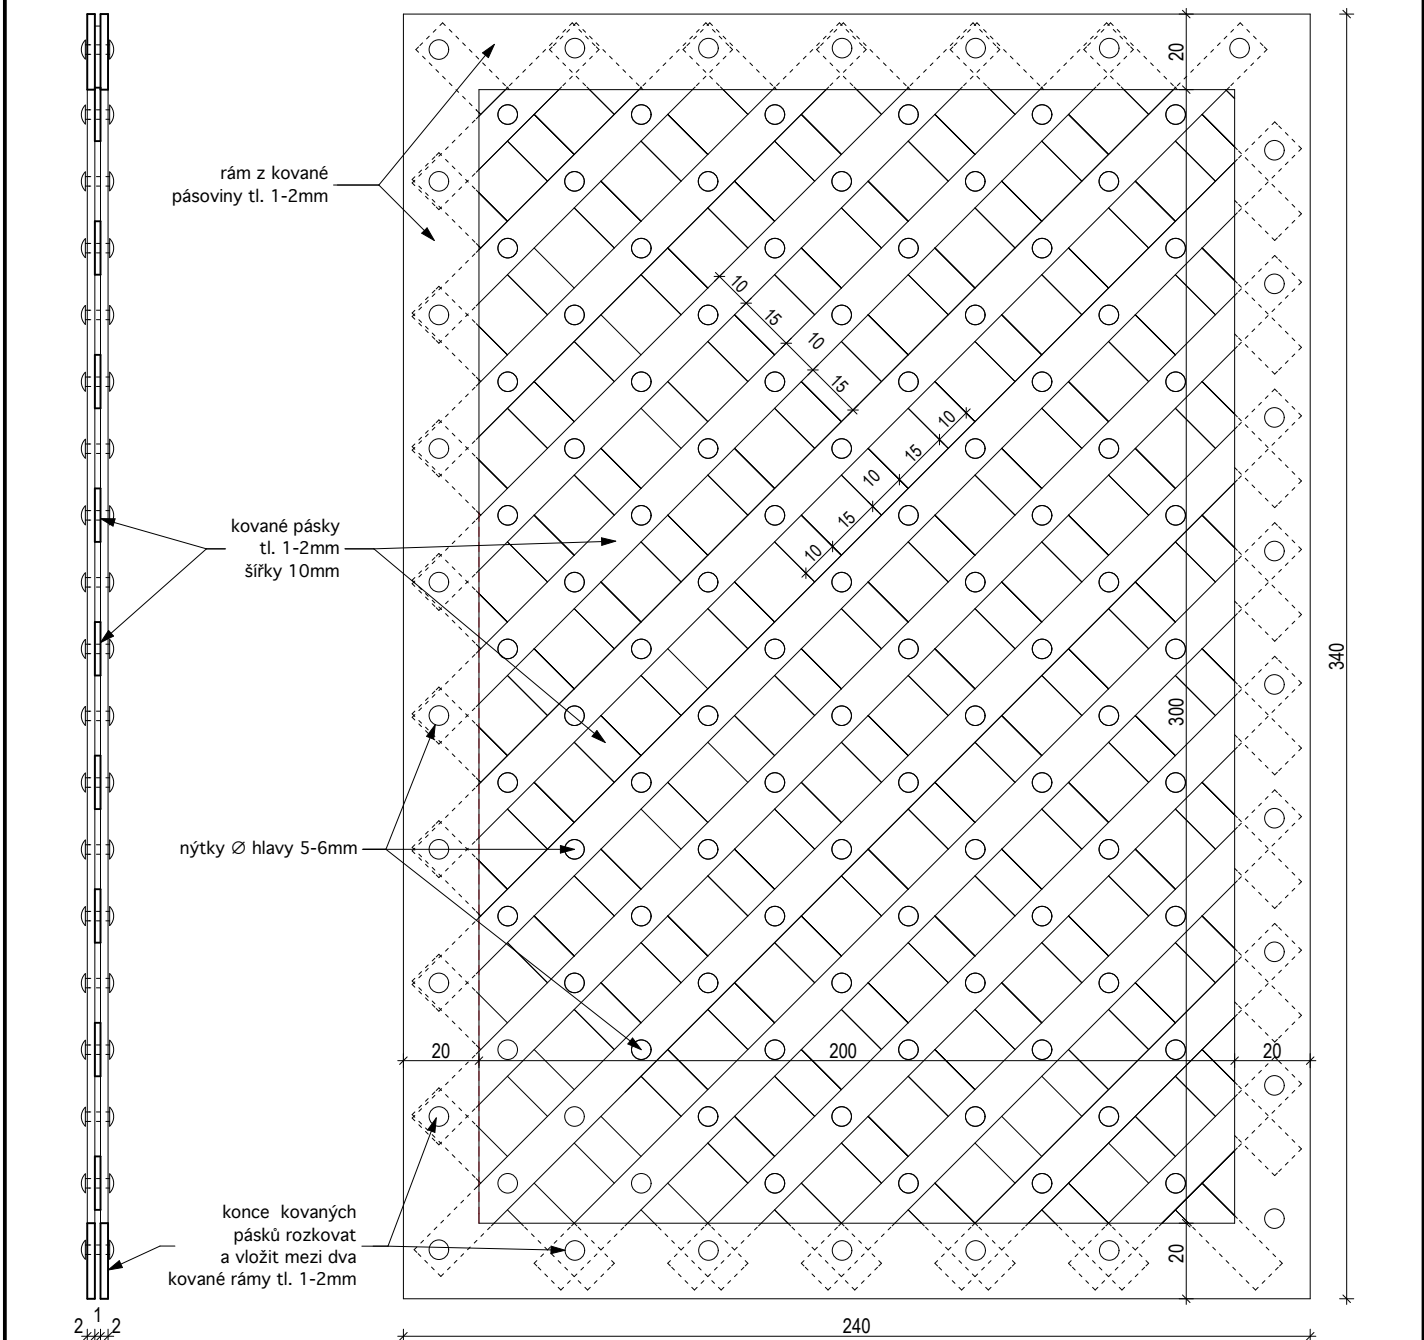 20
rám z kované
pásoviny tl. 1-2mm
10
15
10
15
10
15
10
15
10
kované pásky
tl. 1-2mm
šířky 10mm
340
300
nýtky ∅ hlavy 5-6mm
20
200
20
konce kovaných
pásků rozkovat
a vložit mezi dva
kované rámy tl. 1-2mm
20
1
2
2
240